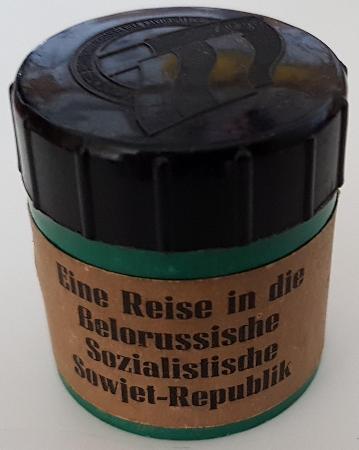 Eine Reise in die
Belorussische
Sozialistische
Sowjet-Republik